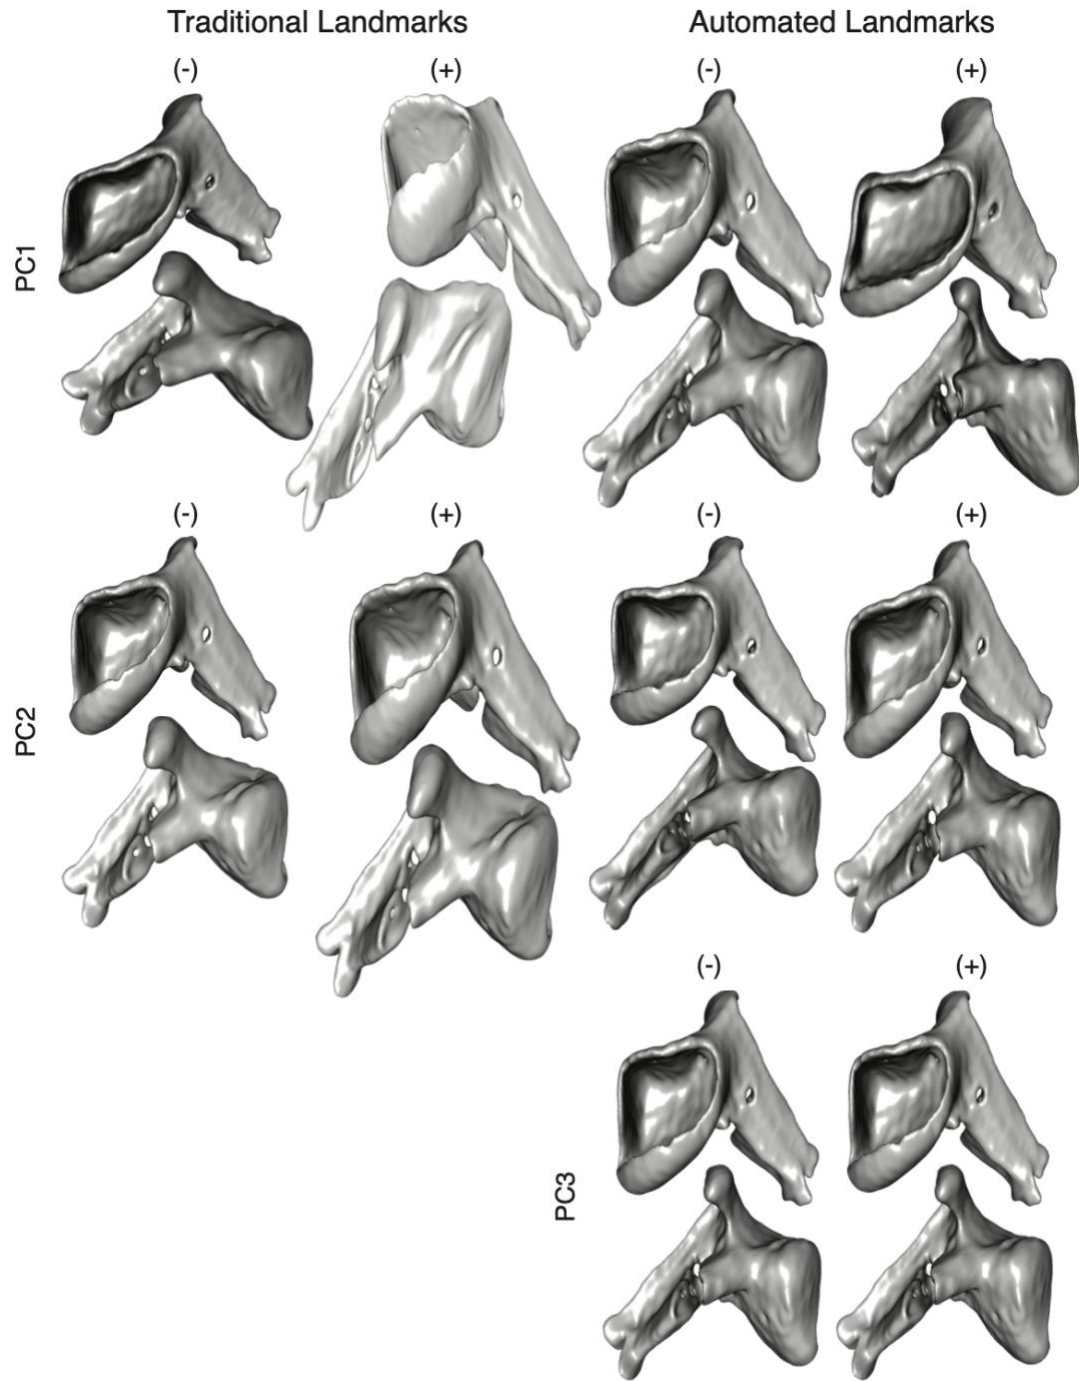 Traditional Landmarks
Automated Landmarks
(-)
(+)
(-)
(+)
PC1
(-)
(+)
(-)
(+)
PC2
(-)
(+)
PC3